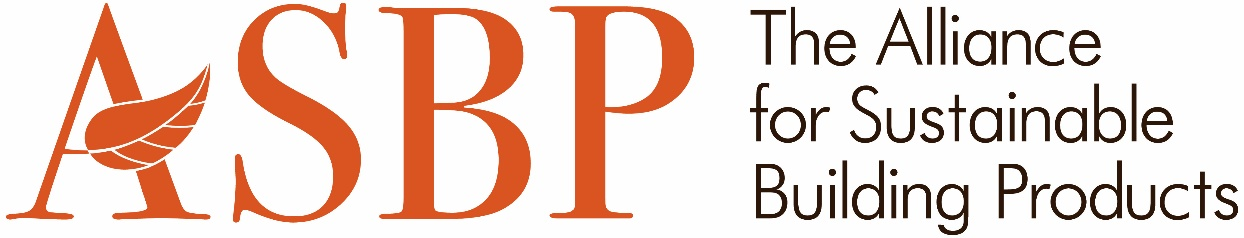 ASBP
The Alliance
for Sustainable
Building Products